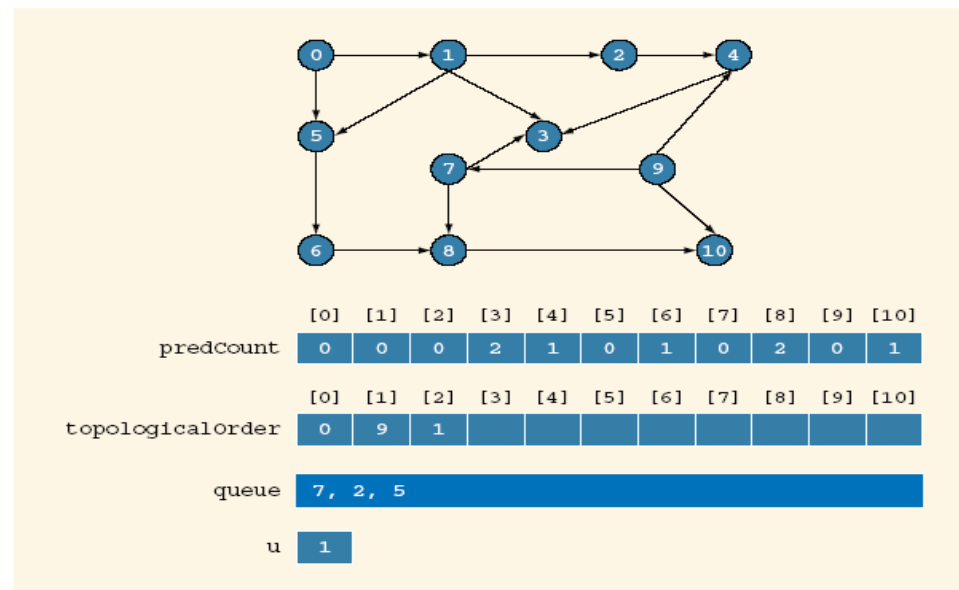 0 1 2 4
5 3
7 9
6 8 10
[0] [1] [2] [3] [4] [5] [6] [7] [8] [9] [10]
predCount 0 0 0 2 1 0 1 0 2 0 1
[0] [1] [2] [3] [4] [5] [6] [7] [8] [9] [10]
topologicalOrder 0 9 1
queue 7, 2, 5
u 1